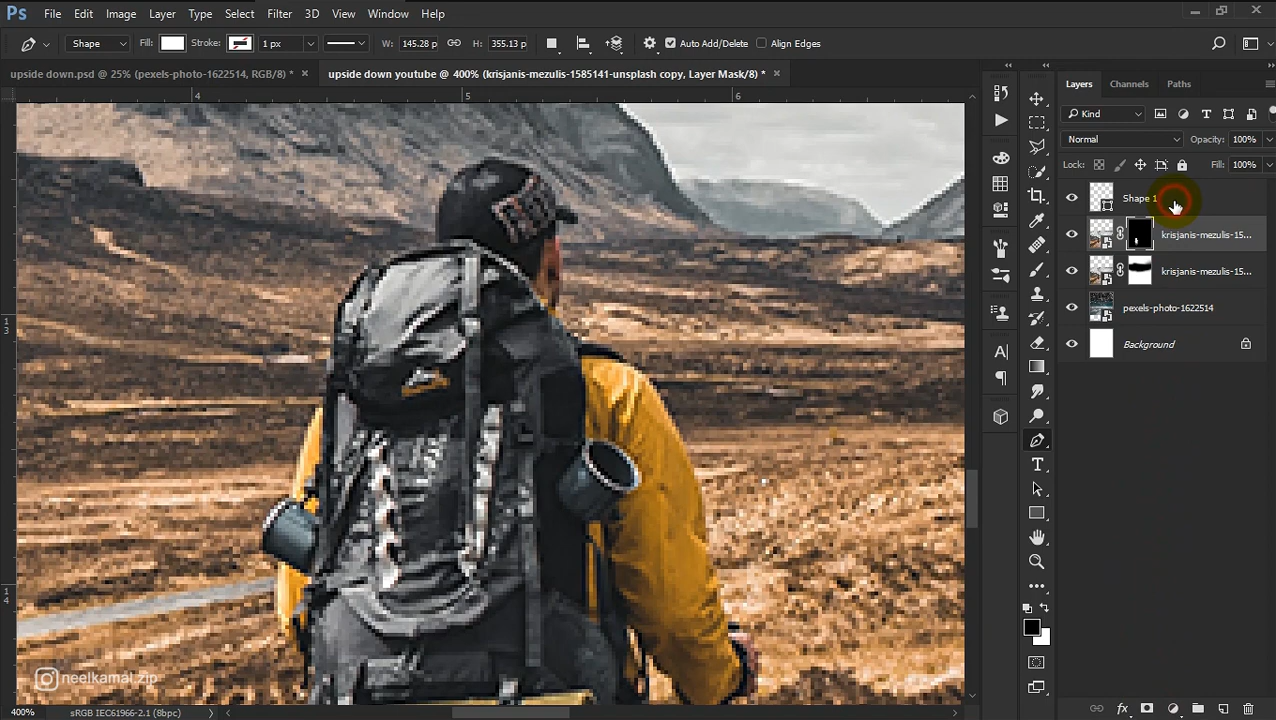 Ps File Edit Image Layer Type Select Filter 3D View Window Help
Shape Fill: Stroke: 1 px W: 145.28 p H: 355.13 p Auto Add/Delete Align Edges
upside down.psd @ 25% (pexels-photo-1622514, RGB/8) * × upside down youtube @ 400% (krisjanis-mezulis-1585141-unsplash copy, Layer Mask/8) * ×
4 5 6
Layers Channels Paths
Kind
Normal Opacity: 100%
Lock: Fill: 100%
Shape 1
krisjanis-mezulis-15...
krisjanis-mezulis-15...
pexels-photo-1622514
Background
13
14
neelkamal.zip
400% sRGB IEC61966-2.1 (8bpc)